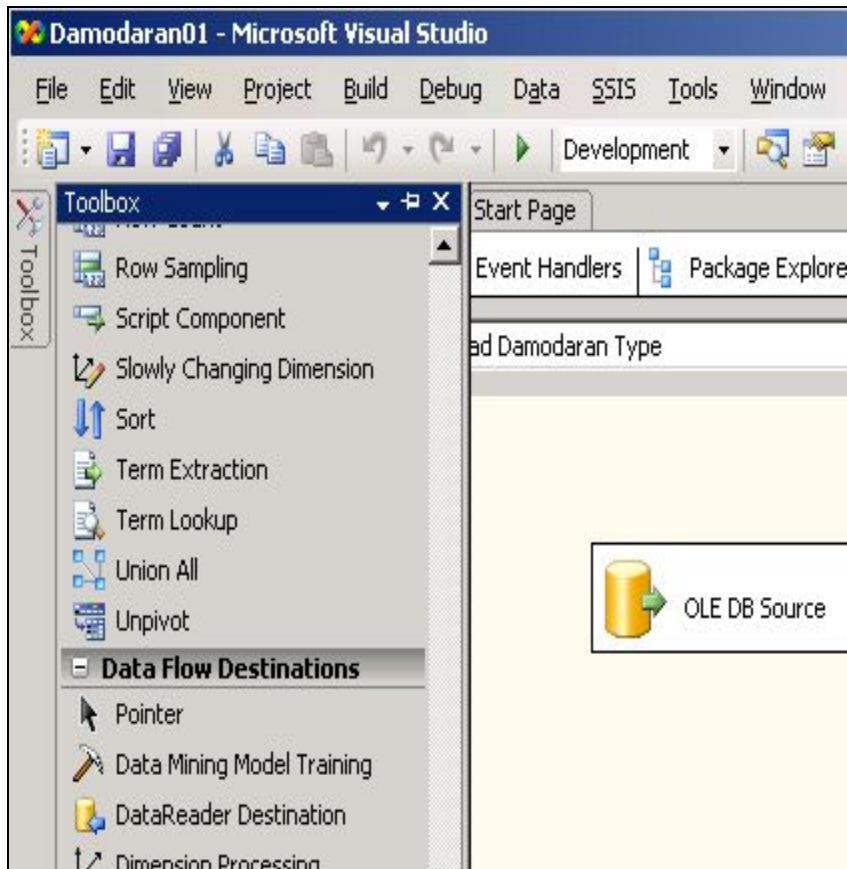 Damodaran01 - Microsoft Visual Studio
File Edit View Project Build Debug Data SSIS Tools Window
Development
Toolbox
Toolbox
Start Page
Event Handlers Package Explore
ad Damodaran Type
Row Sampling
Script Component
Slowly Changing Dimension
Sort
Term Extraction
Term Lookup
Union All
Unpivot
OLE DB Source
Data Flow Destinations
Pointer
Data Mining Model Training
DataReader Destination
Dimension Processing